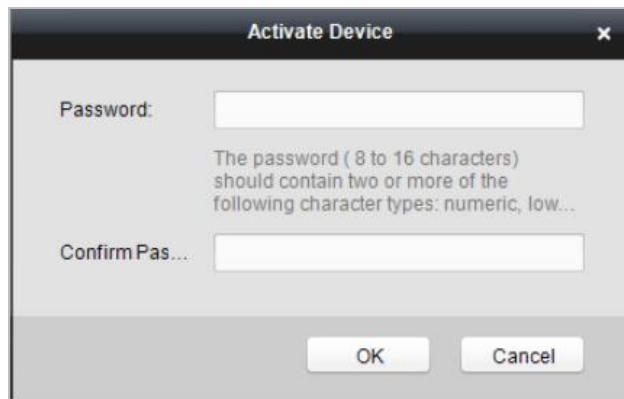 Activate Device ×
Password:
The password ( 8 to 16 characters)
should contain two or more of the
following character types: numeric, low...
Confirm Pas...
OK Cancel